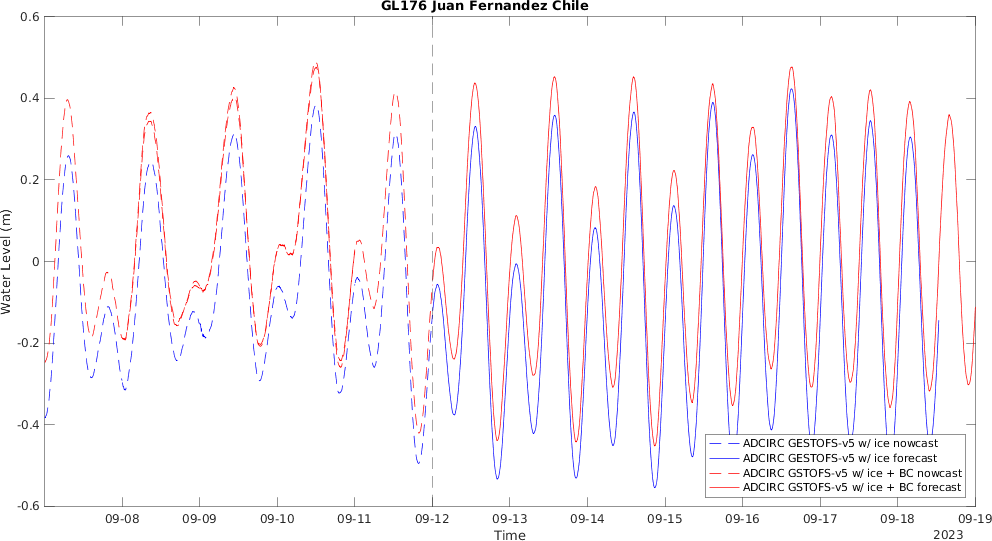 GL176 Juan Fernandez Chile
0.6
0.4
0.2
0
-0.2
-0.4
-0.6
Water Level (m)
09-08
09-09
09-10
09-11
09-12
09-13
09-14
09-15
09-16
09-17
09-18
09-19
Time
2023
ADCIRC GESTOFS-v5 w/ ice nowcast
ADCIRC GESTOFS-v5 w/ ice forecast
ADCIRC GSTOFS-v5 w/ ice + BC nowcast
ADCIRC GSTOFS-v5 w/ ice + BC forecast